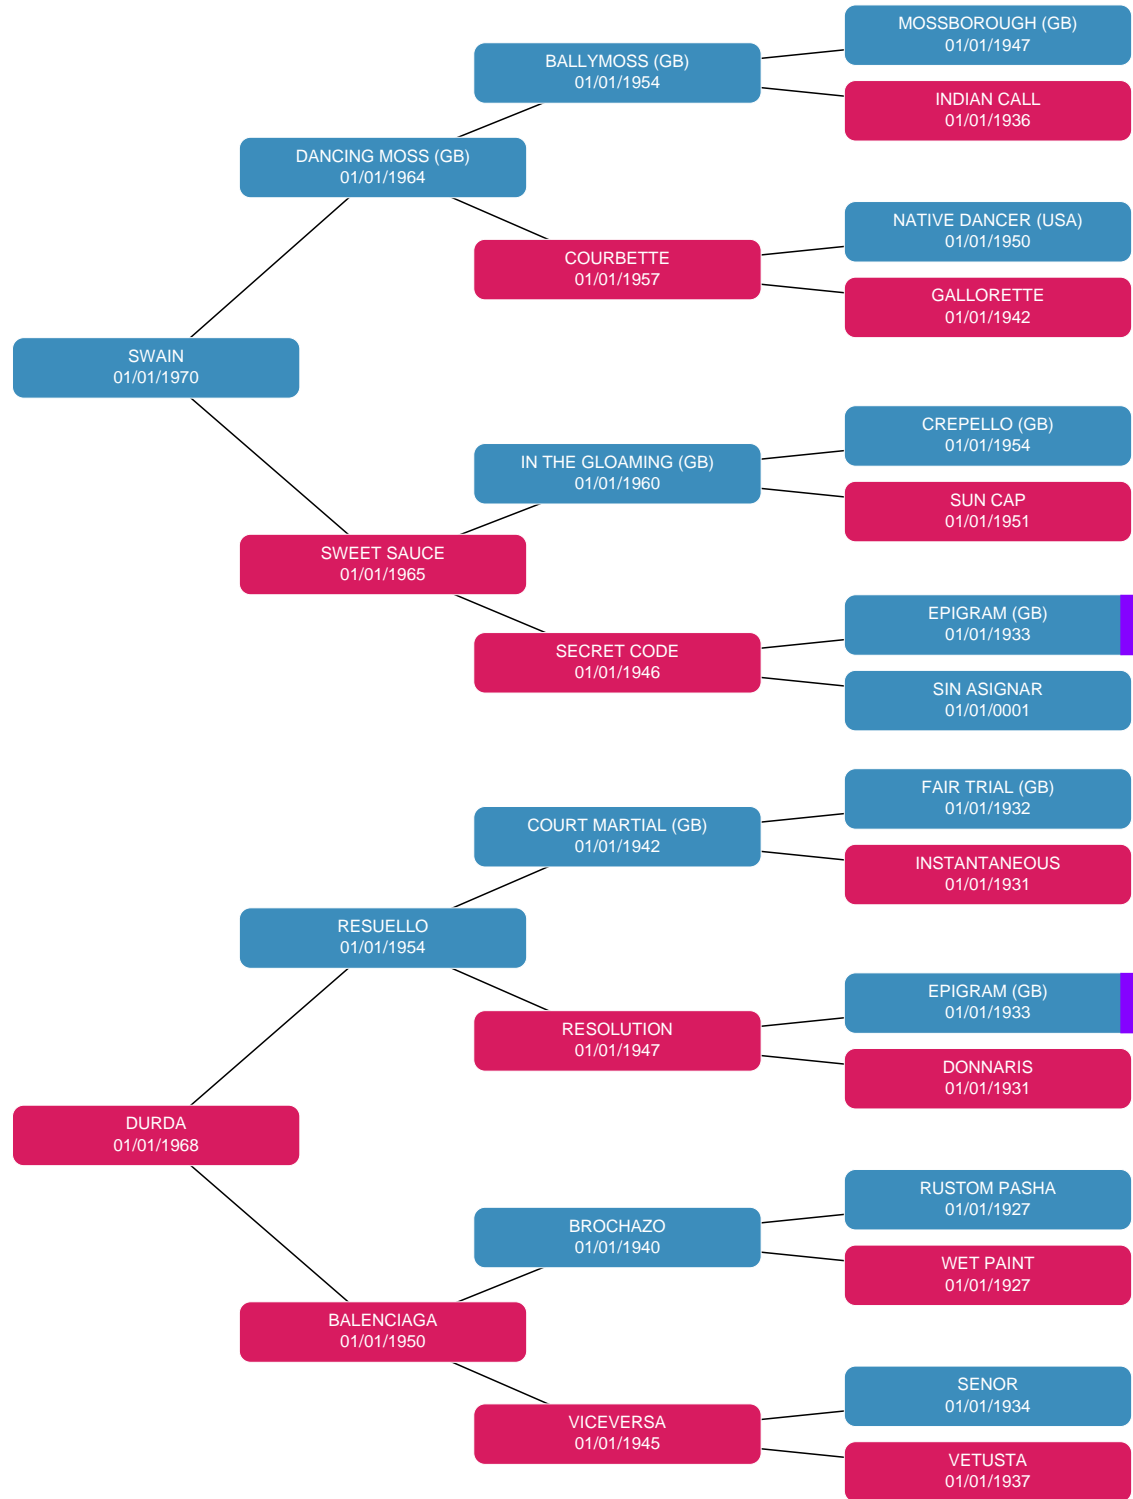 MOSSBOROUGH (GB)
01/01/1947
BALLYMOSS (GB)
01/01/1954
INDIAN CALL
01/01/1936
DANCING MOSS (GB)
01/01/1964
NATIVE DANCER (USA)
01/01/1950
COURBETTE
01/01/1957
GALLORETTE
01/01/1942
SWAIN
01/01/1970
CREPELLO (GB)
01/01/1954
IN THE GLOAMING (GB)
01/01/1960
SUN CAP
01/01/1951
SWEET SAUCE
01/01/1965
EPIGRAM (GB)
01/01/1933
SECRET CODE
01/01/1946
SIN ASIGNAR
01/01/0001
FAIR TRIAL (GB)
01/01/1932
COURT MARTIAL (GB)
01/01/1942
INSTANTANEOUS
01/01/1931
RESUELLO
01/01/1954
EPIGRAM (GB)
01/01/1933
RESOLUTION
01/01/1947
DONNARIS
01/01/1931
DURDA
01/01/1968
RUSTOM PASHA
01/01/1927
BROCHAZO
01/01/1940
WET PAINT
01/01/1927
BALENCIAGA
01/01/1950
SENOR
01/01/1934
VICEVERSA
01/01/1945
VETUSTA
01/01/1937